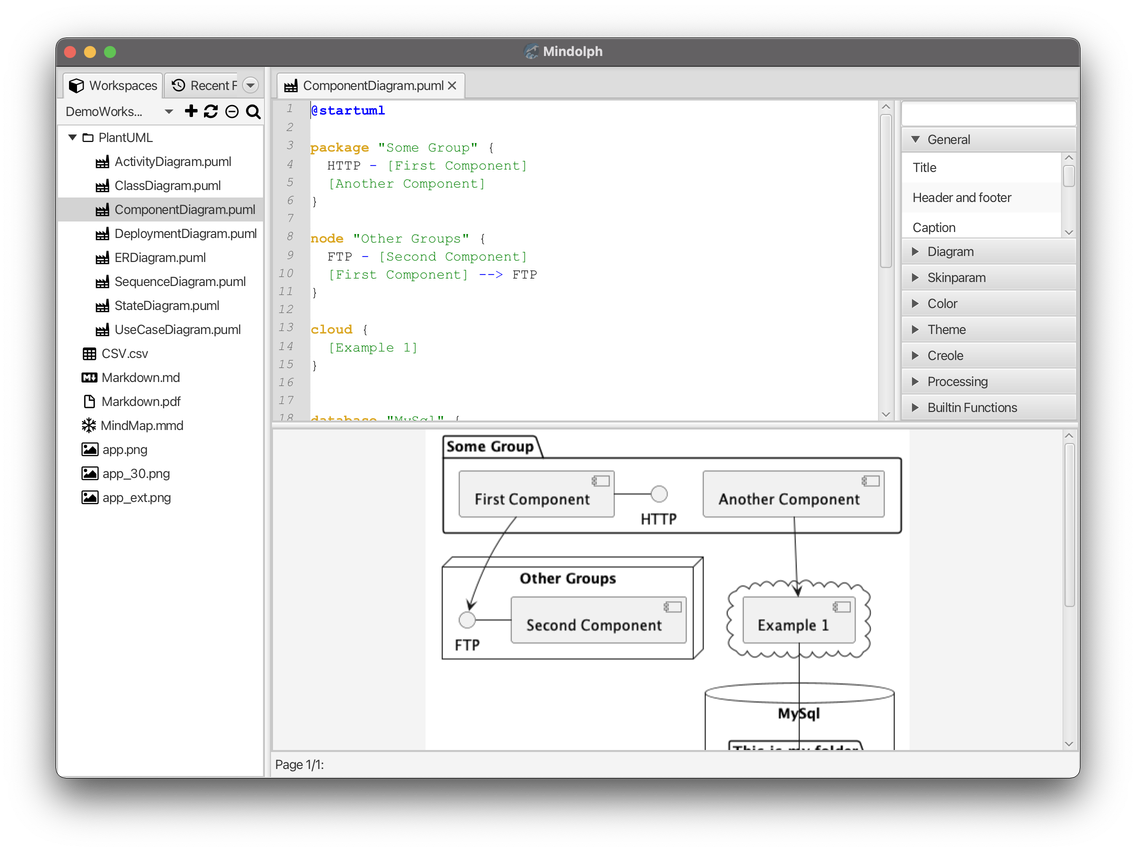 Mindolph
Workspaces
Recent F
DemoWorks...
PlantUML
ActivityDiagram.puml
ClassDiagram.puml
ComponentDiagram.puml
DeploymentDiagram.puml
ERDiagram.puml
SequenceDiagram.puml
StateDiagram.puml
UseCaseDiagram.puml
CSV.csv
Markdown.md
Markdown.pdf
MindMap.mmd
app.png
app_30.png
app_ext.png
ComponentDiagram.puml
1 @startuml
2
3 package "Some Group" {
4 HTTP - [First Component]
5 [Another Component]
6 }
7
8 node "Other Groups" {
9 FTP - [Second Component]
10 [First Component] --> FTP
11 }
12
13 cloud {
14 [Example 1]
15 }
16
17
18 database "MySql" {
General
Title
Header and footer
Caption
Diagram
Skinparam
Color
Theme
Creole
Processing
Builtin Functions
Some Group
First Component
HTTP
Another Component
Other Groups
FTP
Second Component
Example 1
MySql
This is my folder
Page 1/1: